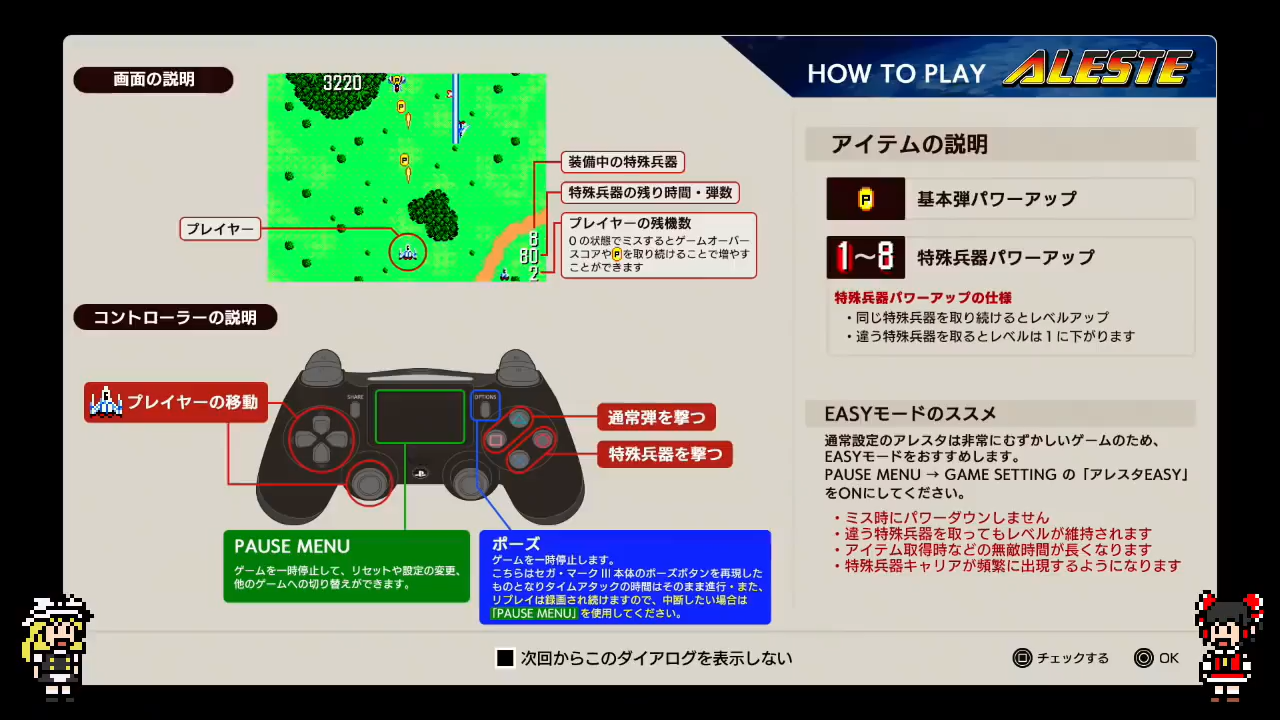 画面の説明
3220
P
P
P
プレイヤー
装備中の特殊兵器
特殊兵器の残り時間・弾数
プレイヤーの残機数
0 の状態でミスするとゲームオーバー
スコアやPを取り続けることで増やす
ことができます
8
80
2
コントローラーの説明
プレイヤーの移動
SHARE
OPTIONS
通常弾を撃つ
特殊兵器を撃つ
PAUSE MENU
ゲームを一時停止して、リセットや設定の変更、
他のゲームへの切り替えができます。
ポーズ
ゲームを一時停止します。
こちらはセガ・マークⅢ本体のポーズボタンを再現した
ものとなりタイムアタックの時間はそのまま進行・また、
リプレイは録画され続けますので、中断したい場合は
「PAUSE MENU」を使用してください。
HOW TO PLAY ALESTE
アイテムの説明
P 基本弾パワーアップ
1～8 特殊兵器パワーアップ
特殊兵器パワーアップの仕様
・同じ特殊兵器を取り続けるとレベルアップ
・違う特殊兵器を取るとレベルは1に下がります
EASYモードのススメ
通常設定のアレスタは非常にむずかしいゲームのため、
EASYモードをおすすめします。
PAUSE MENU → GAME SETTING の「アレスタEASY」
をONにしてください。
・ミス時にパワーダウンしません
・違う特殊兵器を取ってもレベルが維持されます
・アイテム取得時などの無敵時間が長くなります
・特殊兵器キャリアが頻繁に出現するようになります
次回からこのダイアログを表示しない
チェックする
OK